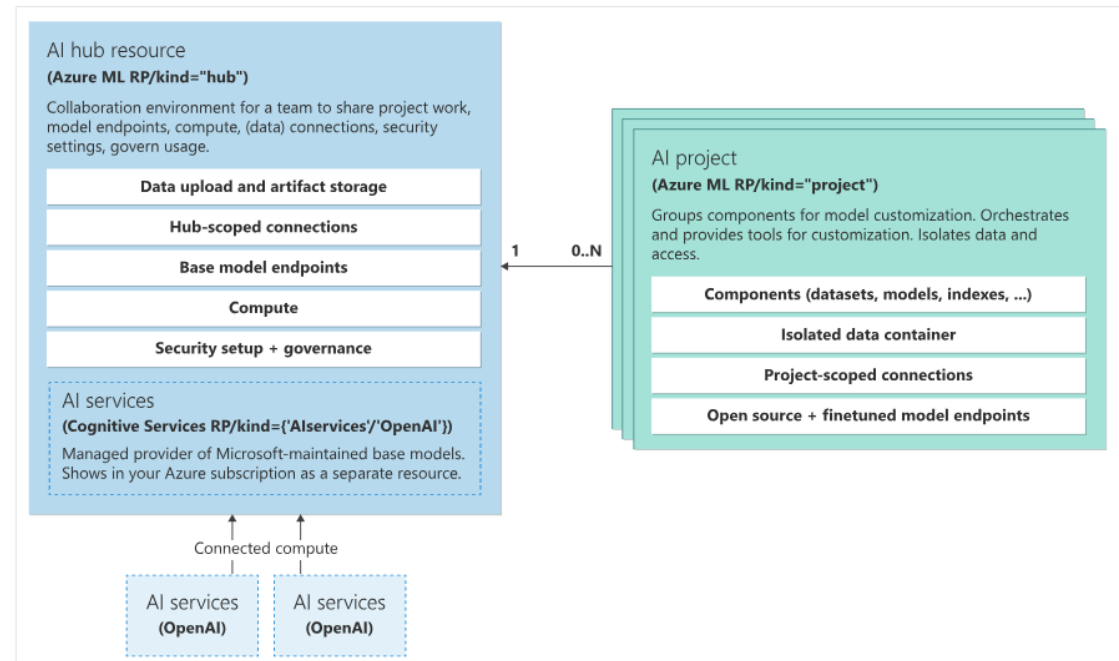 AI hub resource
(Azure ML RP/kind="hub")
Collaboration environment for a team to share project work,
model endpoints, compute, (data) connections, security
settings, govern usage.
Data upload and artifact storage
Hub-scoped connections
Base model endpoints
Compute
Security setup + governance
AI services
(Cognitive Services RP/kind={'AIservices'/'OpenAI'})
Managed provider of Microsoft-maintained base models.
Shows in your Azure subscription as a separate resource.
1
0..N
AI project
(Azure ML RP/kind="project")
Groups components for model customization. Orchestrates
and provides tools for customization. Isolates data and
access.
Components (datasets, models, indexes, ...)
Isolated data container
Project-scoped connections
Open source + finetuned model endpoints
Connected compute
AI services
(OpenAI)
AI services
(OpenAI)